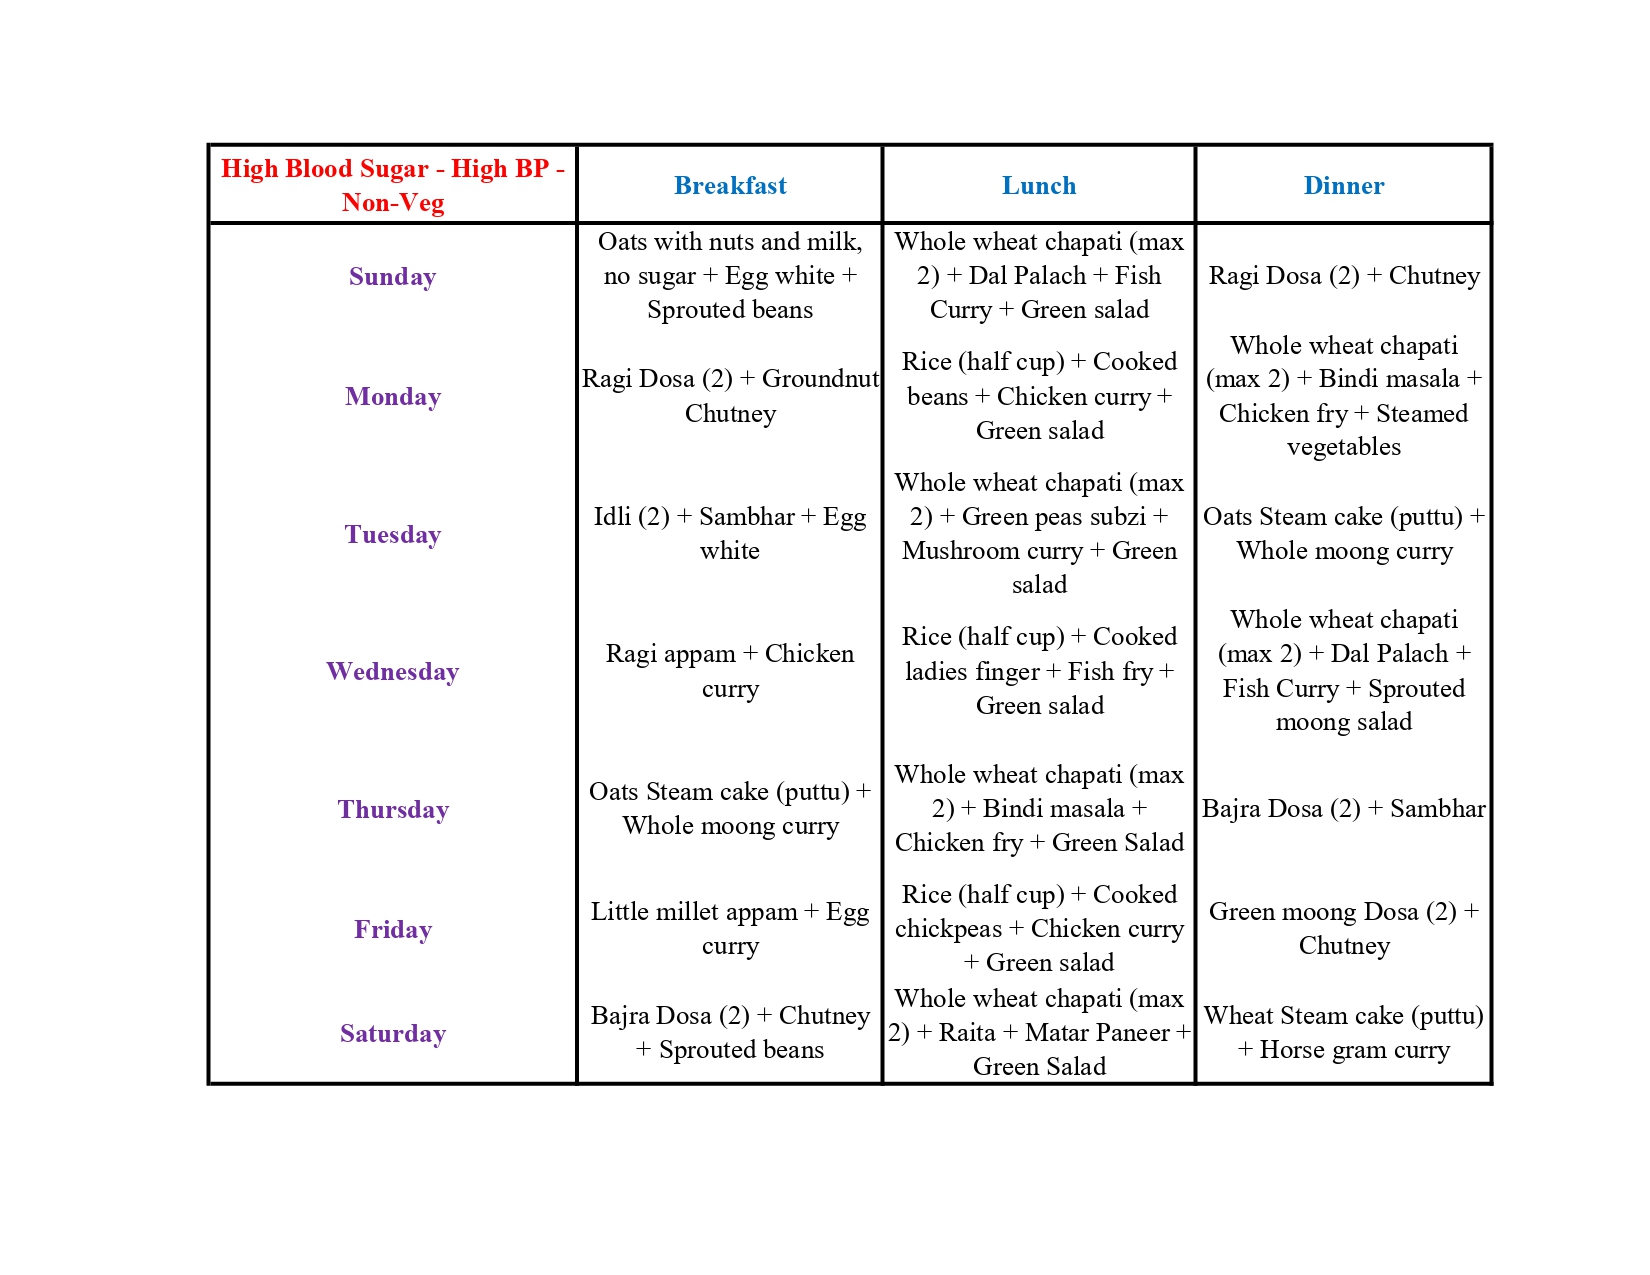 High Blood Sugar - High BP -
Non-Veg
Breakfast
Lunch
Dinner
Sunday
Oats with nuts and milk,
no sugar + Egg white +
Sprouted beans
Whole wheat chapati (max
2) + Dal Palach + Fish
Curry + Green salad
Ragi Dosa (2) + Chutney
Monday
Ragi Dosa (2) + Groundnut
Chutney
Rice (half cup) + Cooked
beans + Chicken curry +
Green salad
Whole wheat chapati
(max 2) + Bindi masala +
Chicken fry + Steamed
vegetables
Tuesday
Idli (2) + Sambhar + Egg
white
Whole wheat chapati (max
2) + Green peas subzi +
Mushroom curry + Green
salad
Oats Steam cake (puttu) +
Whole moong curry
Wednesday
Ragi appam + Chicken
curry
Rice (half cup) + Cooked
ladies finger + Fish fry +
Green salad
Whole wheat chapati
(max 2) + Dal Palach +
Fish Curry + Sprouted
moong salad
Thursday
Oats Steam cake (puttu) +
Whole moong curry
Whole wheat chapati (max
2) + Bindi masala +
Chicken fry + Green Salad
Bajra Dosa (2) + Sambhar
Friday
Little millet appam + Egg
curry
Rice (half cup) + Cooked
chickpeas + Chicken curry
+ Green salad
Green moong Dosa (2) +
Chutney
Saturday
Bajra Dosa (2) + Chutney
+ Sprouted beans
Whole wheat chapati (max
2) + Raita + Matar Paneer +
Green Salad
Wheat Steam cake (puttu)
+ Horse gram curry